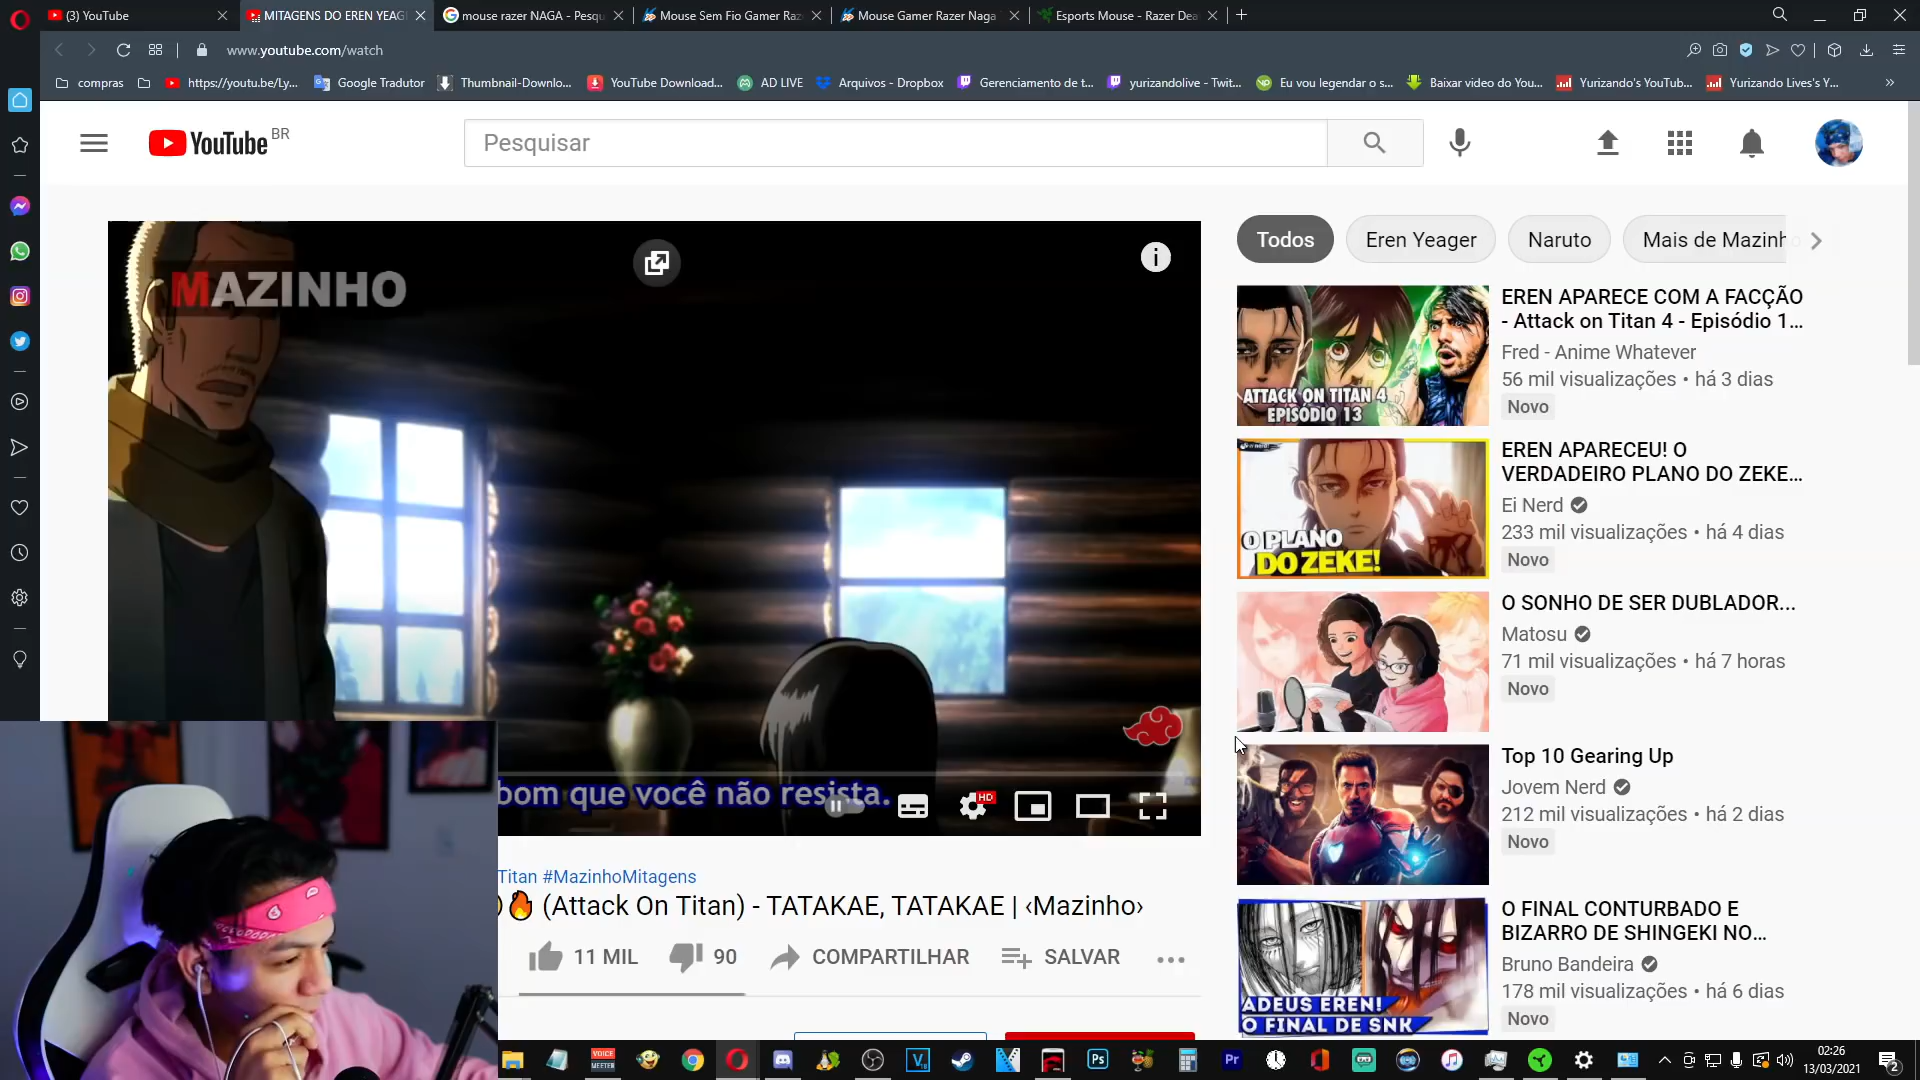 (3) YouTube
MITAGENS DO EREN YEAG
mouse razer NAGA - Pesqu
Mouse Sem Fio Gamer Raz
Mouse Gamer Razer Naga
Esports Mouse - Razer Dea
www.youtube.com/watch
compras
https://youtu.be/Ly...
Google Tradutor
Thumbnail-Downlo...
YouTube Download...
AD LIVE
Arquivos - Dropbox
Gerenciamento de t...
yurizandolive - Twit...
Eu vou legendar o s...
Baixar video do You...
Yurizando's YouTub...
Yurizando Lives's Y...
YouTube BR
Pesquisar
MAZINHO
bom que você não resista.
HD
Titan #MazinhoMitagens
(Attack On Titan) - TATAKAE, TATAKAE | ‹Mazinho›
11 MIL
90
COMPARTILHAR
SALVAR
Todos
Eren Yeager
Naruto
Mais de Mazinh
ATTACK ON TITAN 4
EPISÓDIO 13
EREN APARECE COM A FACÇÃO
- Attack on Titan 4 - Episódio 1...
Fred - Anime Whatever
56 mil visualizações • há 3 dias
Novo
O PLANO
DO ZEKE!
EREN APARECEU! O
VERDADEIRO PLANO DO ZEKE...
Ei Nerd
233 mil visualizações • há 4 dias
Novo
O SONHO DE SER DUBLADOR...
Matosu
71 mil visualizações • há 7 horas
Novo
Top 10 Gearing Up
Jovem Nerd
212 mil visualizações • há 2 dias
Novo
ADEUS EREN!
O FINAL DE SNK
O FINAL CONTURBADO E
BIZARRO DE SHINGEKI NO...
Bruno Bandeira
178 mil visualizações • há 6 dias
Novo
VOICE
MEETER
Ps
Pr
02:26
13/03/2021
2